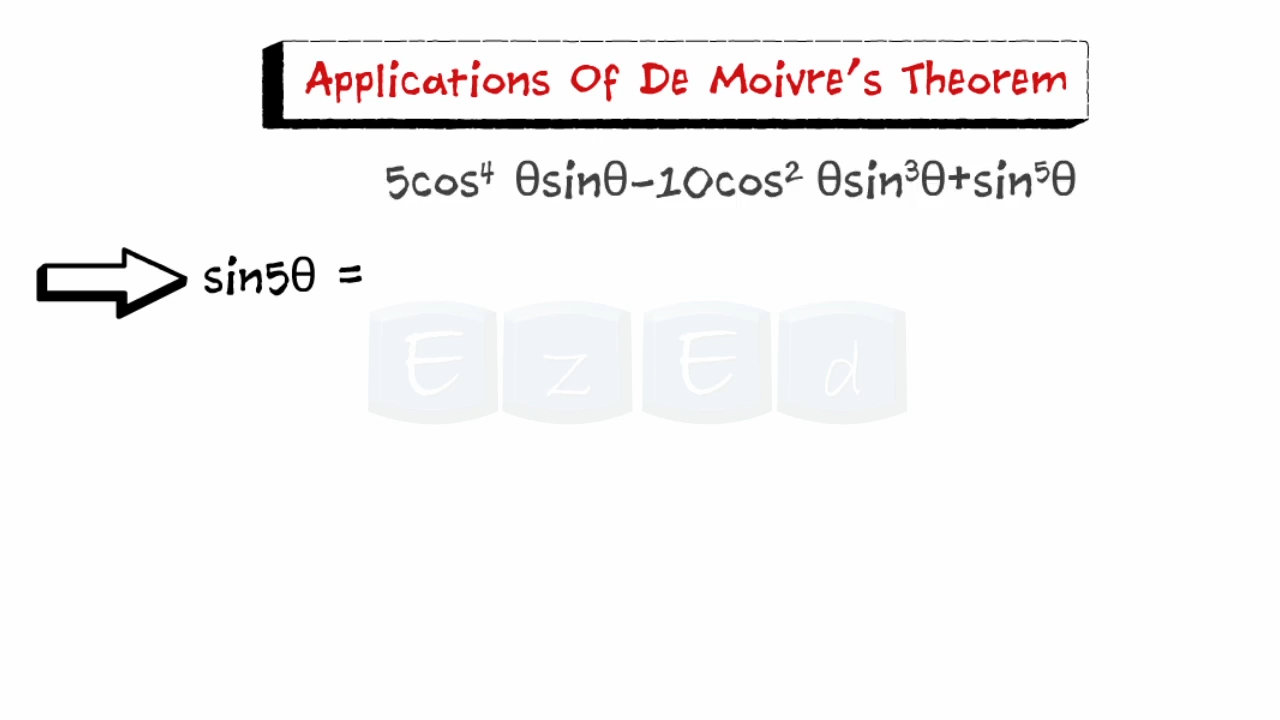 Applications Of De Moivre's Theorem
5cos⁴ θsinθ-10cos² θsin³θ+sin⁵θ
sin5θ =
E z E d